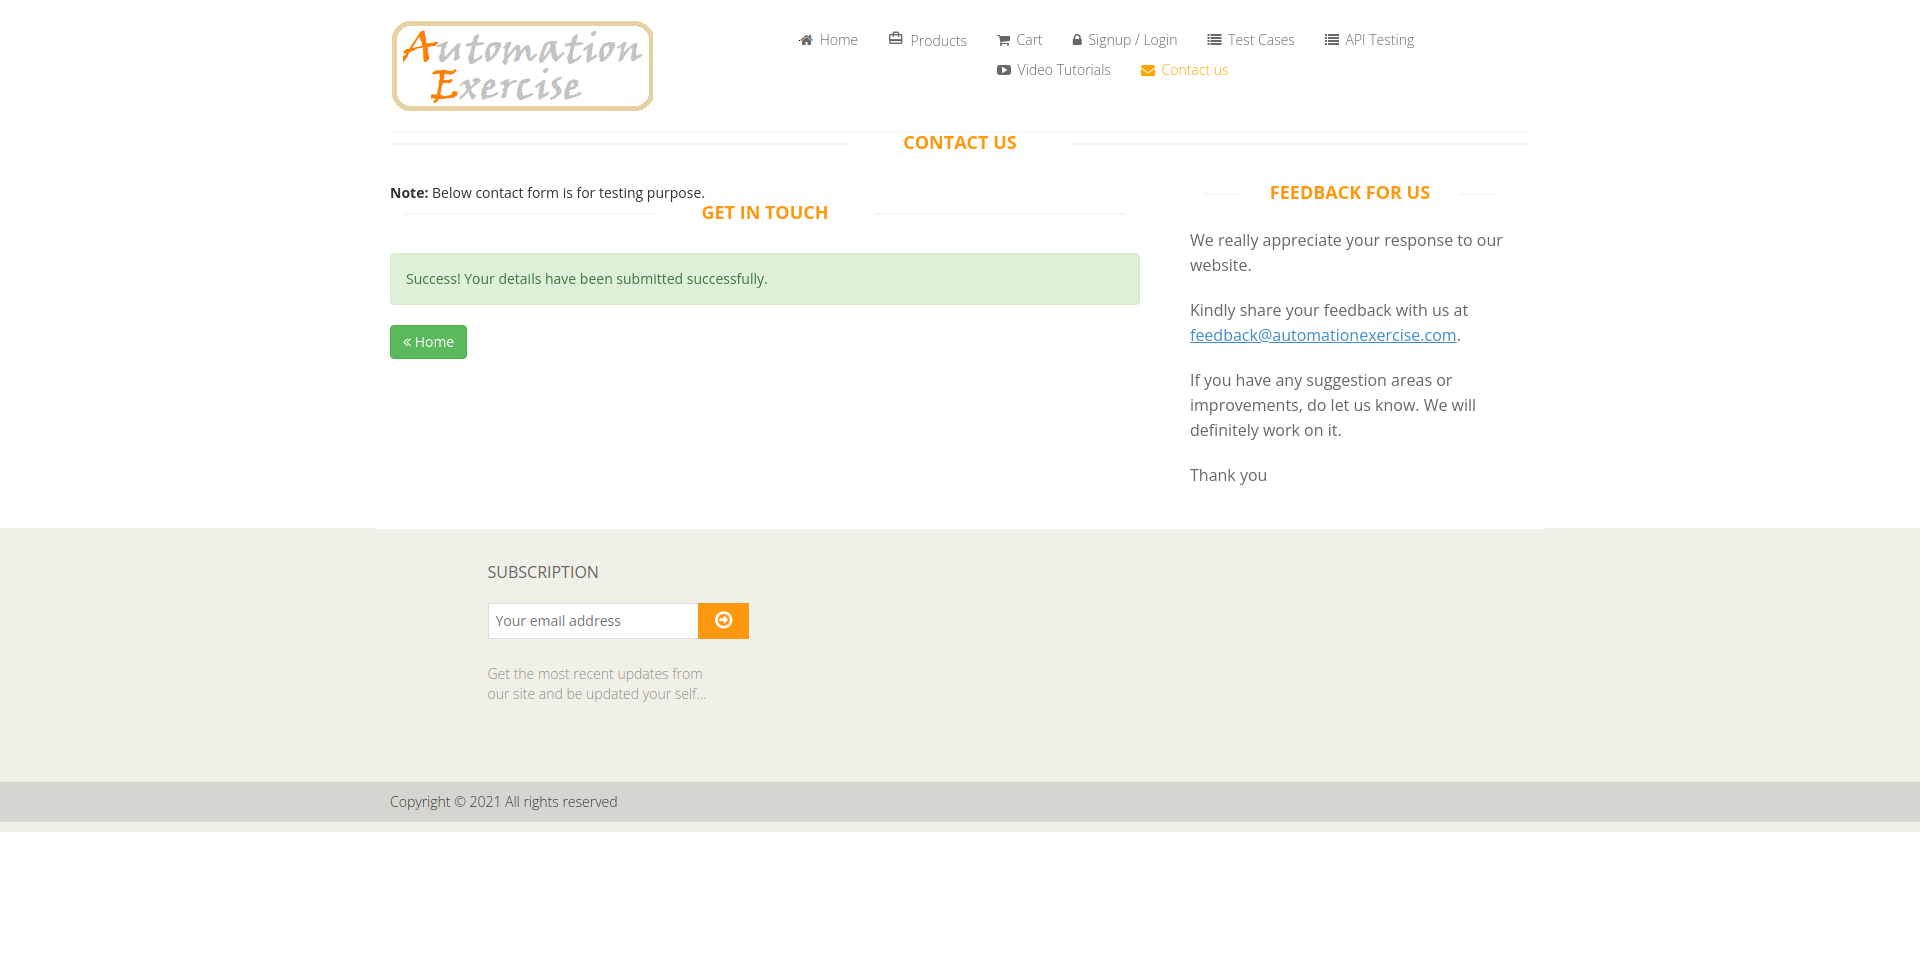 Automation
Exercise
Home
Products
Cart
Signup / Login
Test Cases
API Testing
Video Tutorials
Contact us
CONTACT US
Note: Below contact form is for testing purpose.
GET IN TOUCH
Success! Your details have been submitted successfully.
« Home
FEEDBACK FOR US
We really appreciate your response to our
website.
Kindly share your feedback with us at
feedback@automationexercise.com.
If you have any suggestion areas or
improvements, do let us know. We will
definitely work on it.
Thank you
SUBSCRIPTION
Your email address
Get the most recent updates from
our site and be updated your self...
Copyright © 2021 All rights reserved